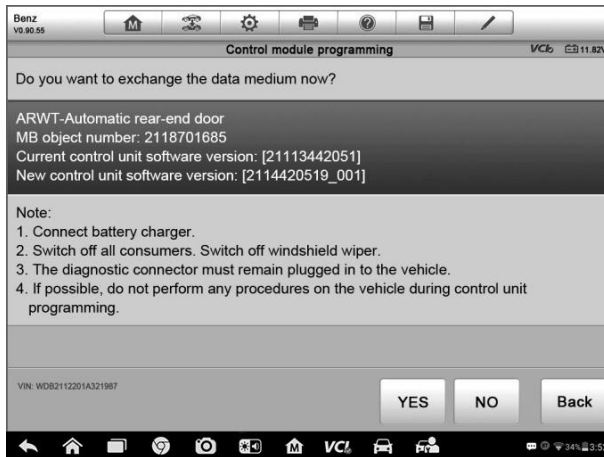 Benz
V0.90.55
Control module programming
VCI 11.82V
Do you want to exchange the data medium now?
ARWT-Automatic rear-end door
MB object number: 2118701685
Current control unit software version: [21113442051]
New control unit software version: [2114420519_001]
Note:
1. Connect battery charger.
2. Switch off all consumers. Switch off windshield wiper.
3. The diagnostic connector must remain plugged in to the vehicle.
4. If possible, do not perform any procedures on the vehicle during control unit
programming.
VIN: WDB2112201A321987
YES NO Back
VCI 34% 3:5